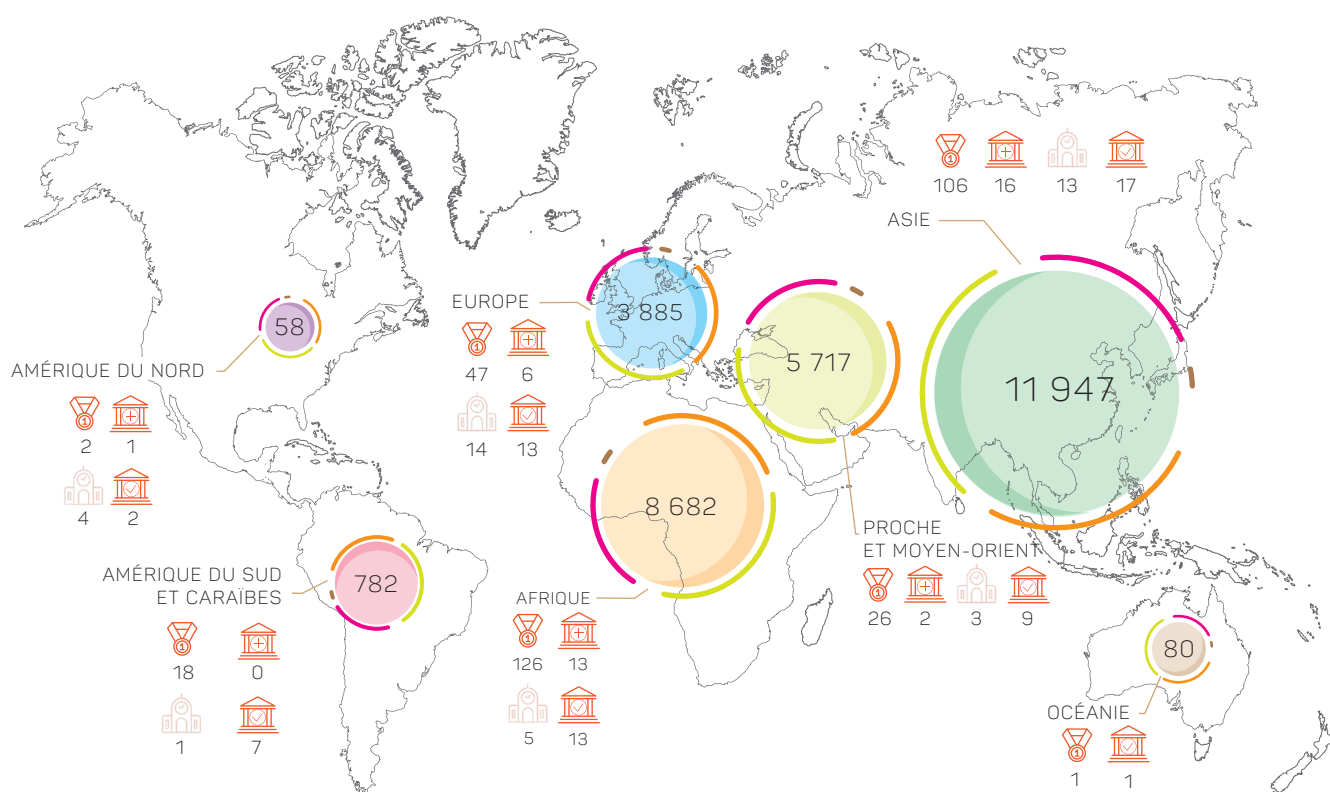 106 16 13 17
ASIE
11 947
EUROPE
3 885
47 6
14 13
58
AMÉRIQUE DU NORD
2 1
4 2
5 717
PROCHE
ET MOYEN-ORIENT
26 2 3 9
8 682
AFRIQUE
126 13
5 13
AMÉRIQUE DU SUD
ET CARAÏBES
782
18 0
1 7
80
OCÉANIE
1 1